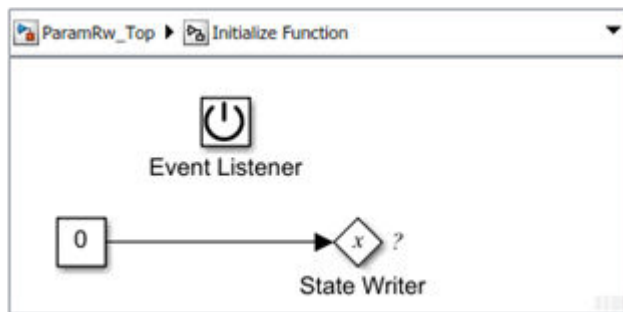 ParamRw_Top Initialize Function
Event Listener
0
x ?
State Writer